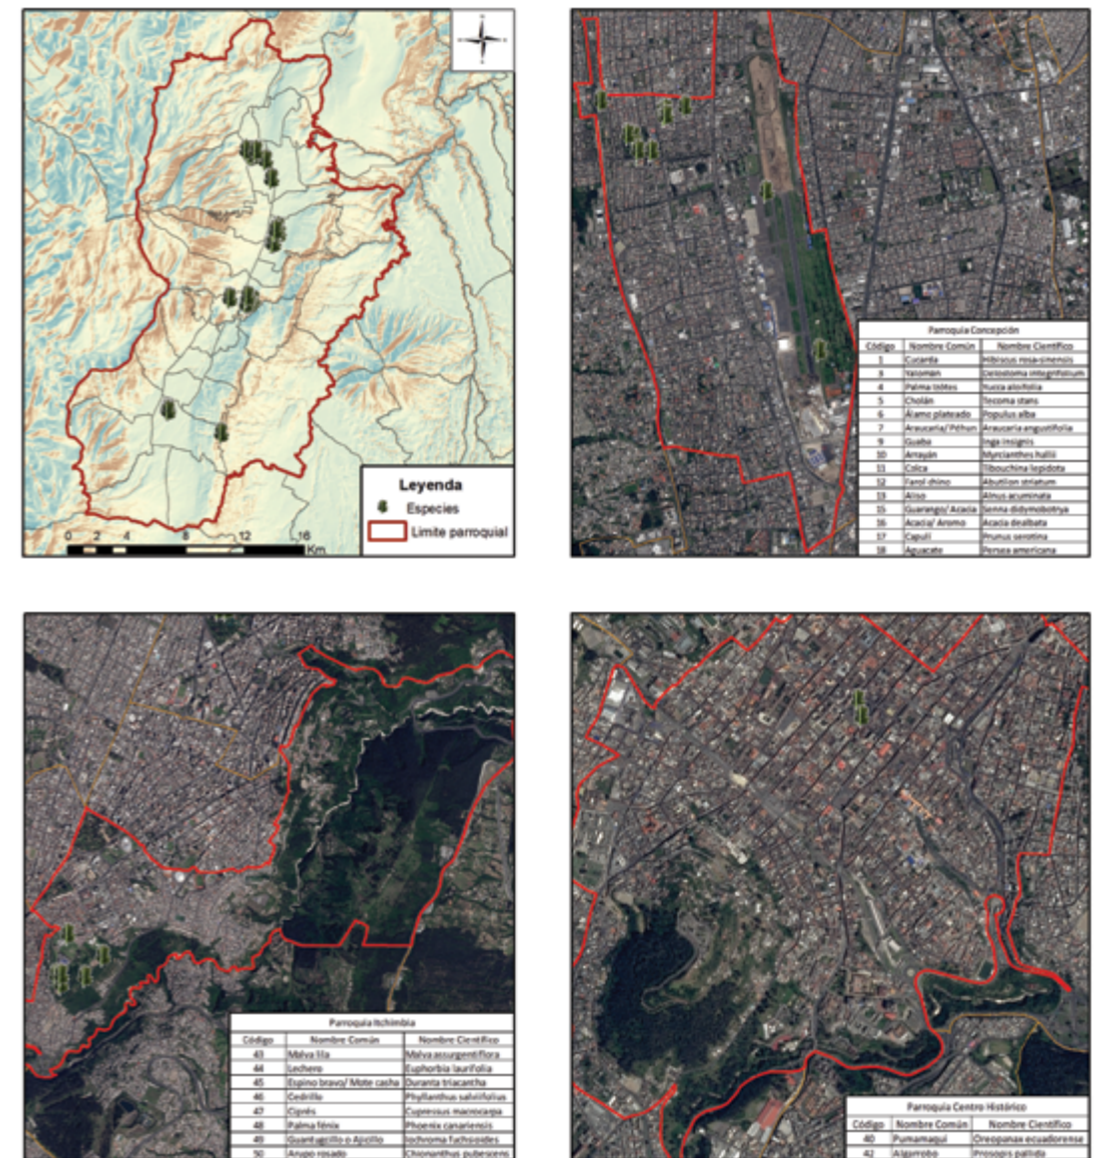 Leyenda
Especies
Limite parroquial
0 2 4 8 12 16
Km
Parroquia Concepción
Código Nombre Común Nombre Científico
1 Cucarda Hibiscus rosa-sinensis
3 Yalomán Delostoma integrifolium
4 Palma Izótes Yucca aloifolia
5 Cholán Tecoma stans
6 Álamo plateado Populus alba
7 Araucaria/ Araucaria angustifolia
9 Guaba Inga insignis
10 Arrayán Myrcianthes hallii
11 Colca Tibouchina lepidota
12 Farol chino Abutilon striatum
13 Aliso Alnus acuminata
15 Guarango/ Acacia Senna didymobotrya
16 Acacia/ Aromo Acacia dealbata
17 Capulí Prunus serotina
18 Aguacate Persea americana
Parroquia Itchimbía
Código Nombre Común Nombre Científico
43 Malva lila Malva assurgentiflora
44 Lechero Euphorbia laurifolia
45 Espino bravo/ Mote casha Duranta triacantha
46 Cedrillo Phyllanthus salviifolius
47 Ciprés Cupressus macrocarpa
48 Palma fénix Phoenix canariensis
49 Guantugcillo o Ajicillo Iochroma fuchsioides
50 Arupo rosado Chionanthus pubescens
Parroquia Centro Histórico
Código Nombre Común Nombre Científico
40 Pumamaqui Oreopanax ecuadorense
42 Algarrobo Prosopis pallida